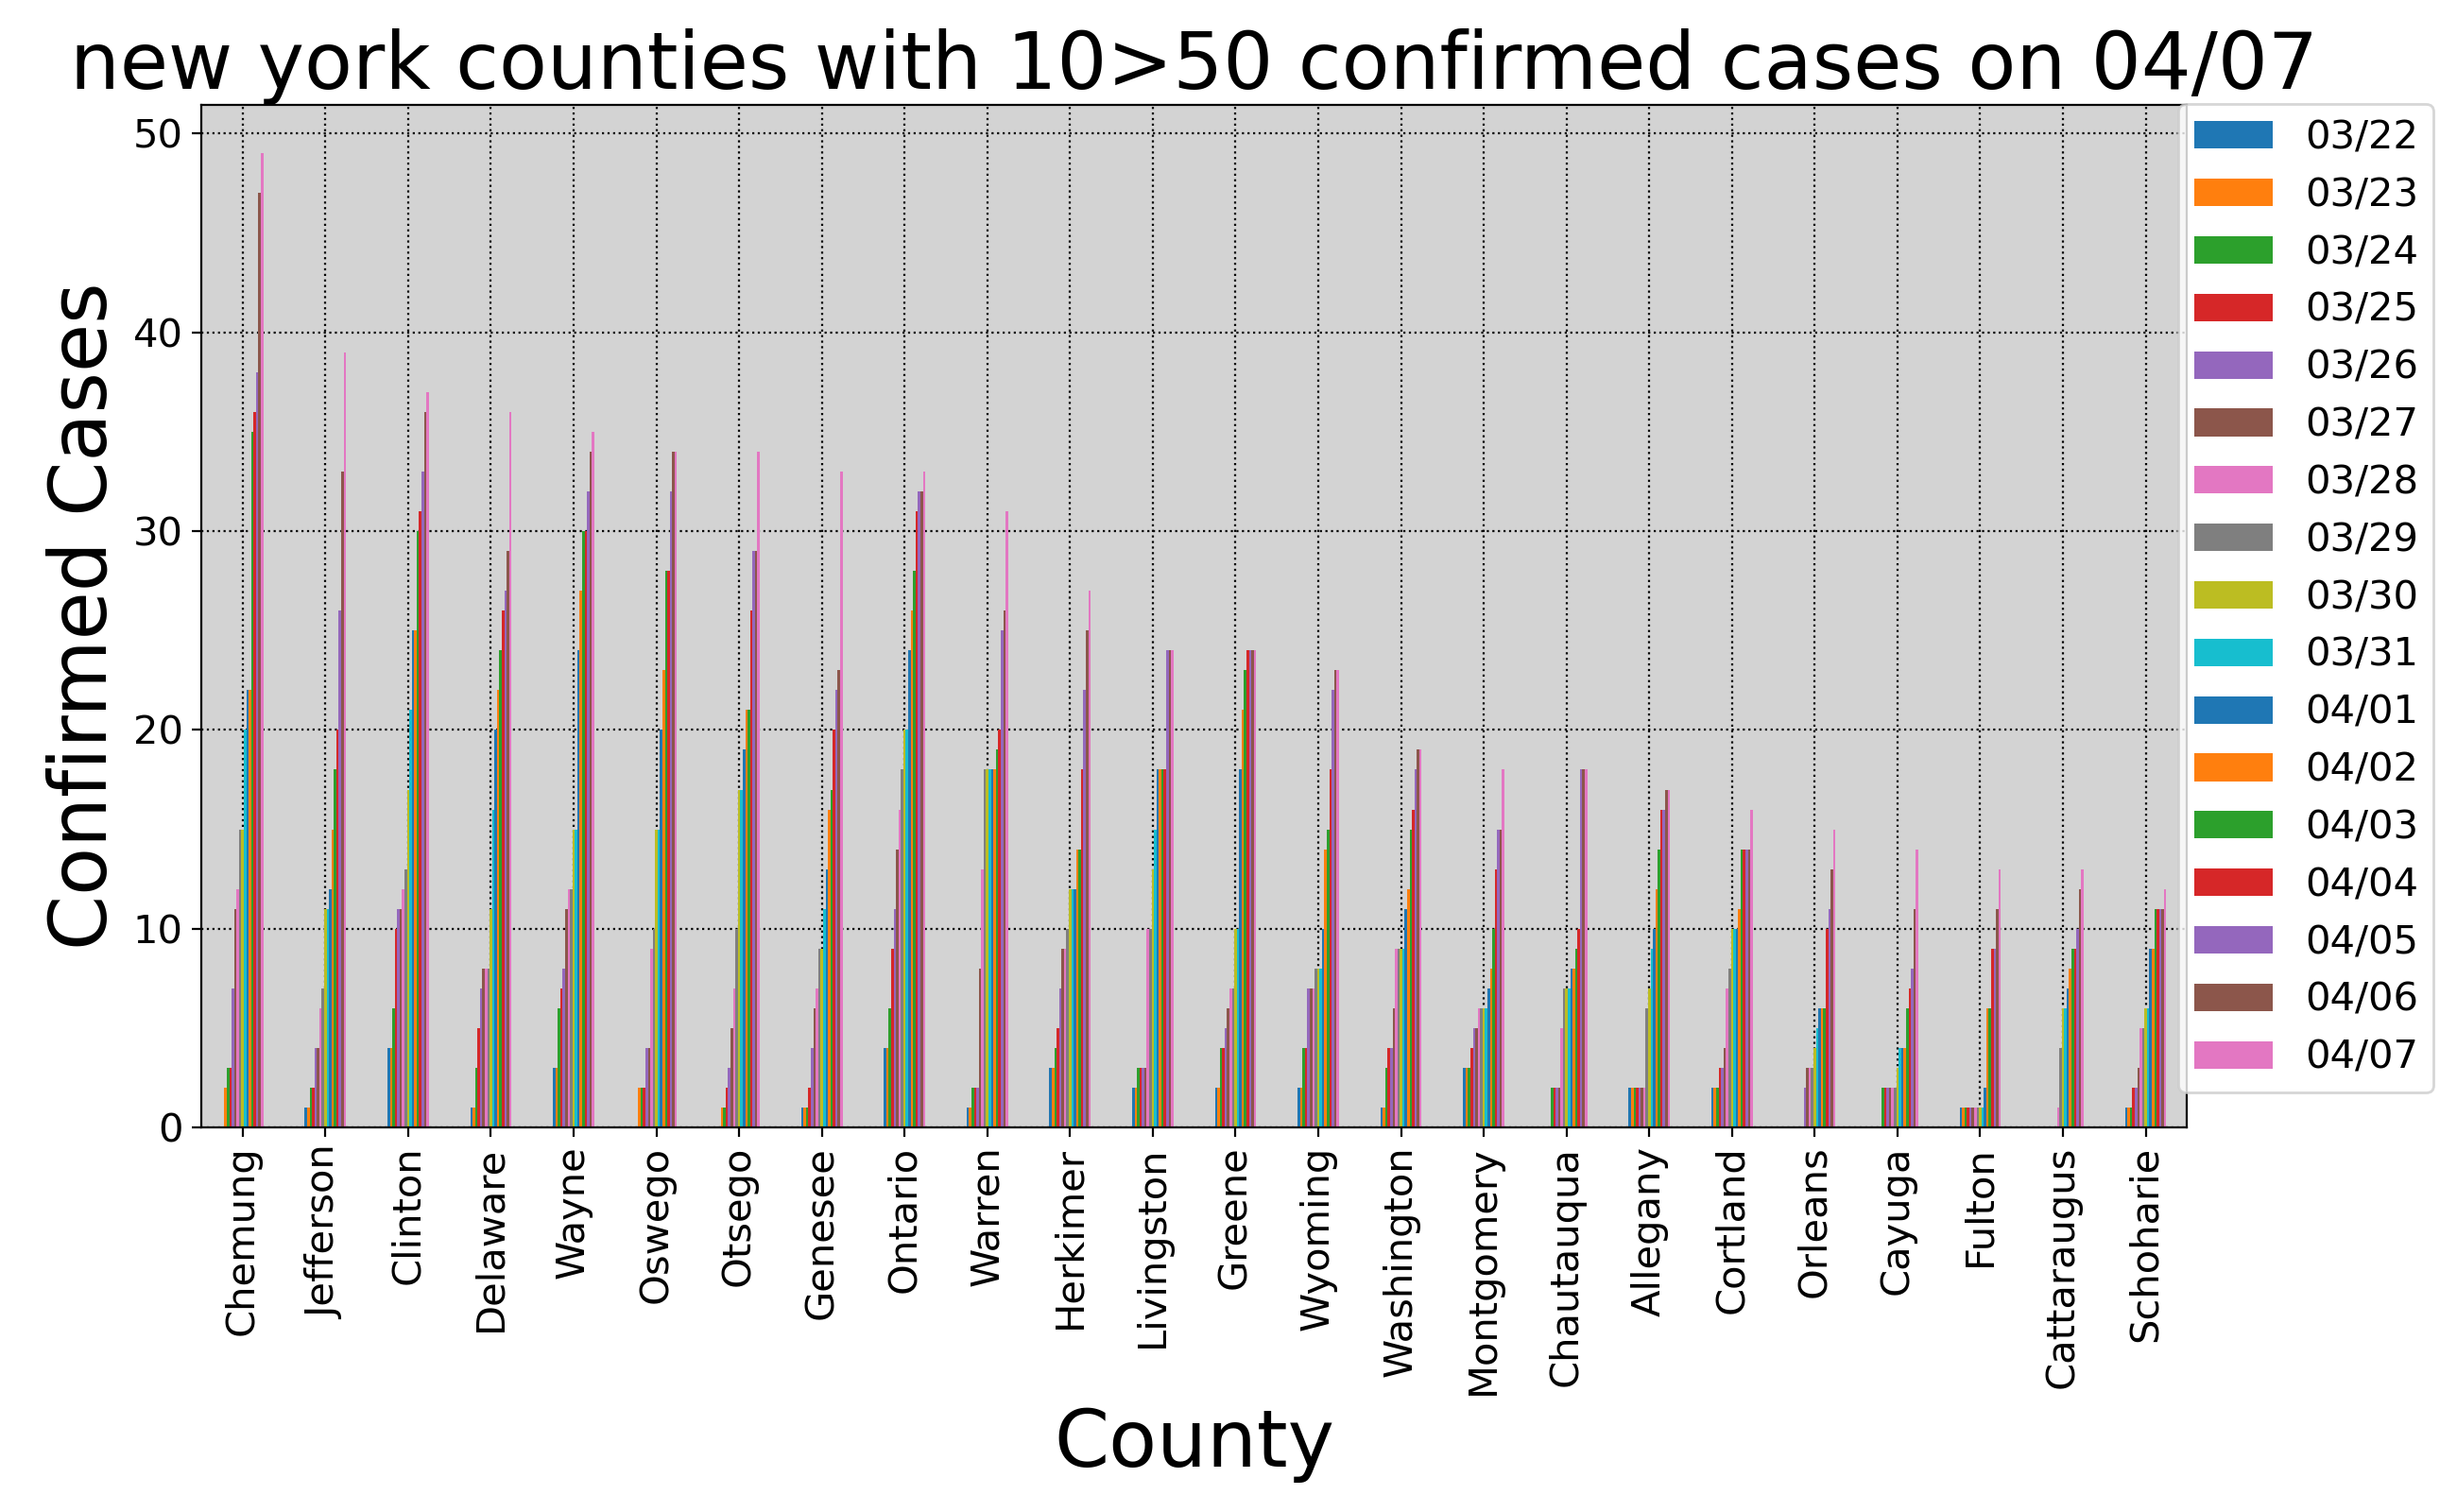 new york counties with 10>50 confirmed cases on 04/07
Confirmed Cases
50
40
30
20
10
0
03/22
03/23
03/24
03/25
03/26
03/27
03/28
03/29
03/30
03/31
04/01
04/02
04/03
04/04
04/05
04/06
04/07
Chemung
Jefferson
Clinton
Delaware
Wayne
Oswego
Otsego
Genesee
Ontario
Warren
Herkimer
Livingston
Greene
Wyoming
Washington
Montgomery
Chautauqua
Allegany
Cortland
Orleans
Cayuga
Fulton
Cattaraugus
Schoharie
County